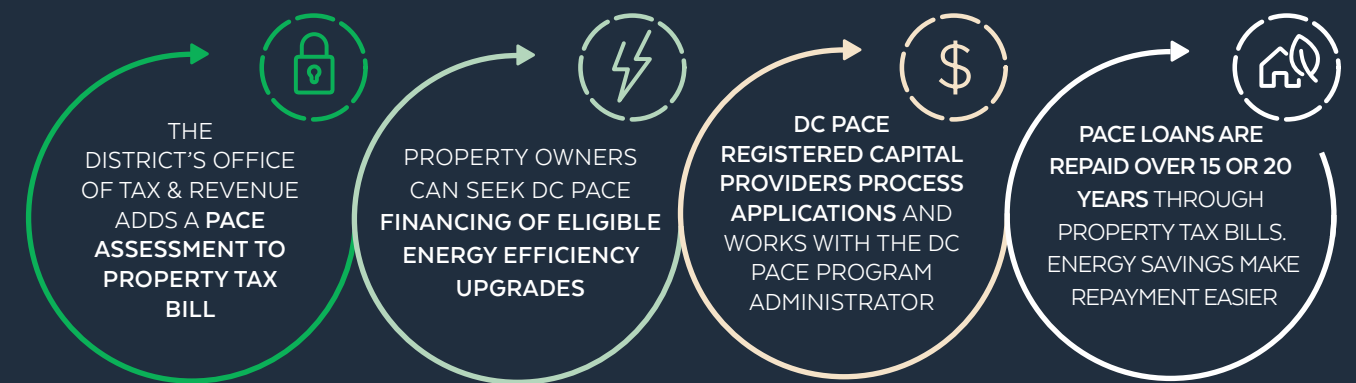 THE
DISTRICT'S OFFICE
OF TAX & REVENUE
ADDS A PACE
ASSESSMENT TO
PROPERTY TAX
BILL
PROPERTY OWNERS
CAN SEEK DC PACE
FINANCING OF ELIGIBLE
ENERGY EFFICIENCY
UPGRADES
$
DC PACE
REGISTERED CAPITAL
PROVIDERS PROCESS
APPLICATIONS AND
WORKS WITH THE DC
PACE PROGRAM
ADMINISTRATOR
PACE LOANS ARE
REPAID OVER 15 OR 20
YEARS THROUGH
PROPERTY TAX BILLS.
ENERGY SAVINGS MAKE
REPAYMENT EASIER